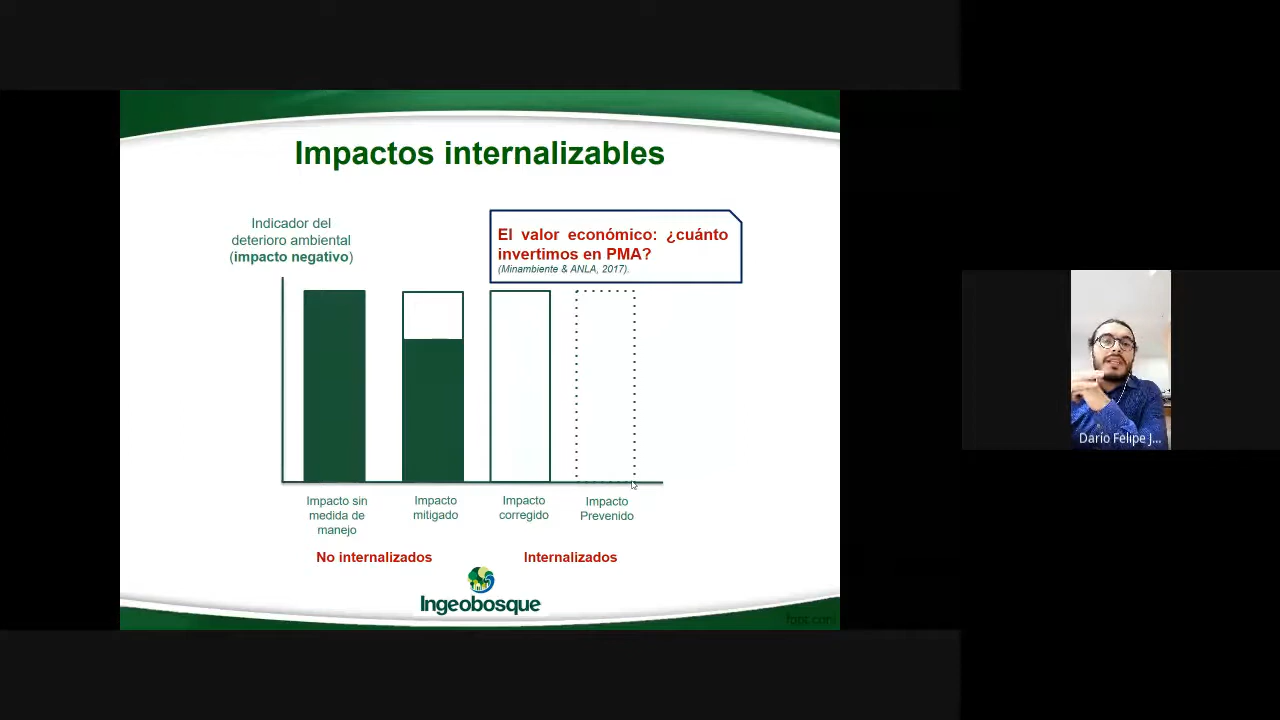 Impactos internalizables
Indicador del
deterioro ambiental
(impacto negativo)
El valor económico: ¿cuánto
invertimos en PMA?
(Minambiente & ANLA, 2017).
Impacto sin
medida de
manejo
Impacto
mitigado
Impacto
corregido
Impacto
Prevenido
No internalizados
Internalizados
Ingeobosque
Darío Felipe J...